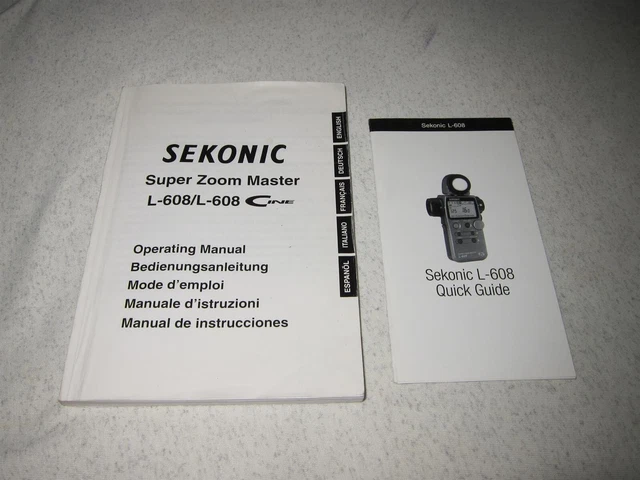 SEKONIC
Super Zoom Master
L-608/L-608 CINE
Operating Manual
Bedienungsanleitung
Mode d'emploi
Manuale d'istruzioni
Manual de instrucciones
ENGLISH
DEUTSCH
FRANÇAIS
ITALIANO
ESPAÑOL
Sekonic L-608
Sekonic L-608
Quick Guide